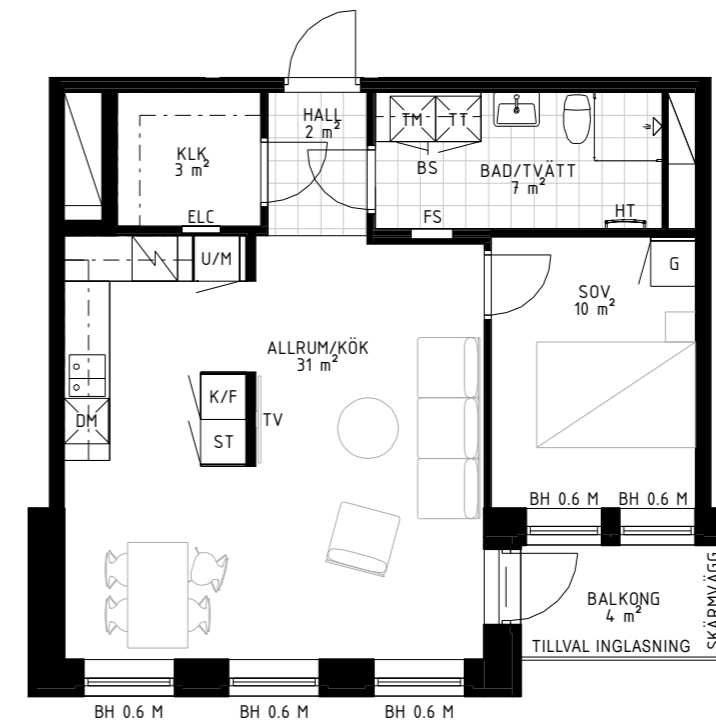 HALL
2 m²
KLK
3 m²
TM
TT
BS
BAD/TVÄTT
7 m²
ELC
FS
HT
U/M
SOV
10 m²
G
ALLRUM/KÖK
31 m²
K/F
TV
DM
ST
BH 0.6 M
BH 0.6 M
BALKONG
4 m²
SKÄRMVÄGG
TILLVAL INGLASNING
BH 0.6 M
BH 0.6 M
BH 0.6 M